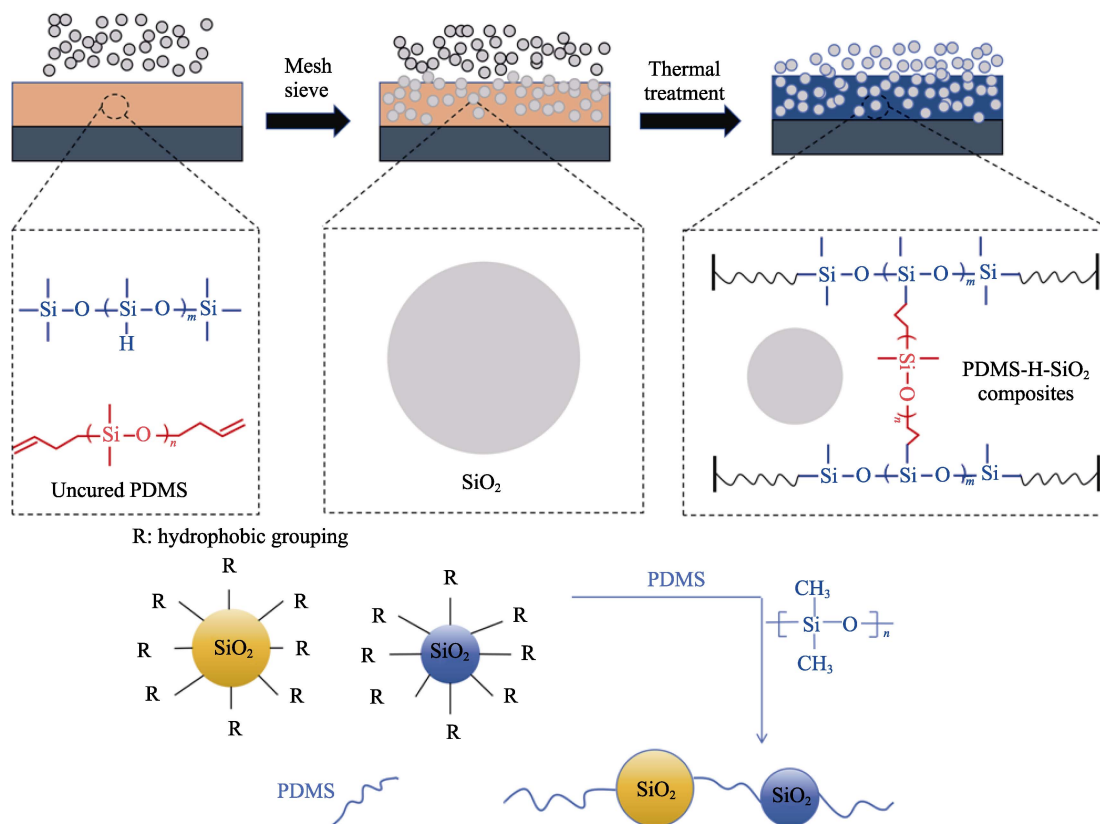 Mesh
sieve
Thermal
treatment
Si—O—(Si—O)m Si
H
(Si—O)n
Uncured PDMS
SiO2
Si—O—(Si—O)m Si
(Si—O)n
PDMS-H-SiO2
composites
Si—O—(Si—O)m Si
R: hydrophobic grouping
R
R R
R R
R R
R
SiO2
R
R R
R R
R R
R
SiO2
PDMS
CH3
[Si—O]n
CH3
PDMS
SiO2
SiO2